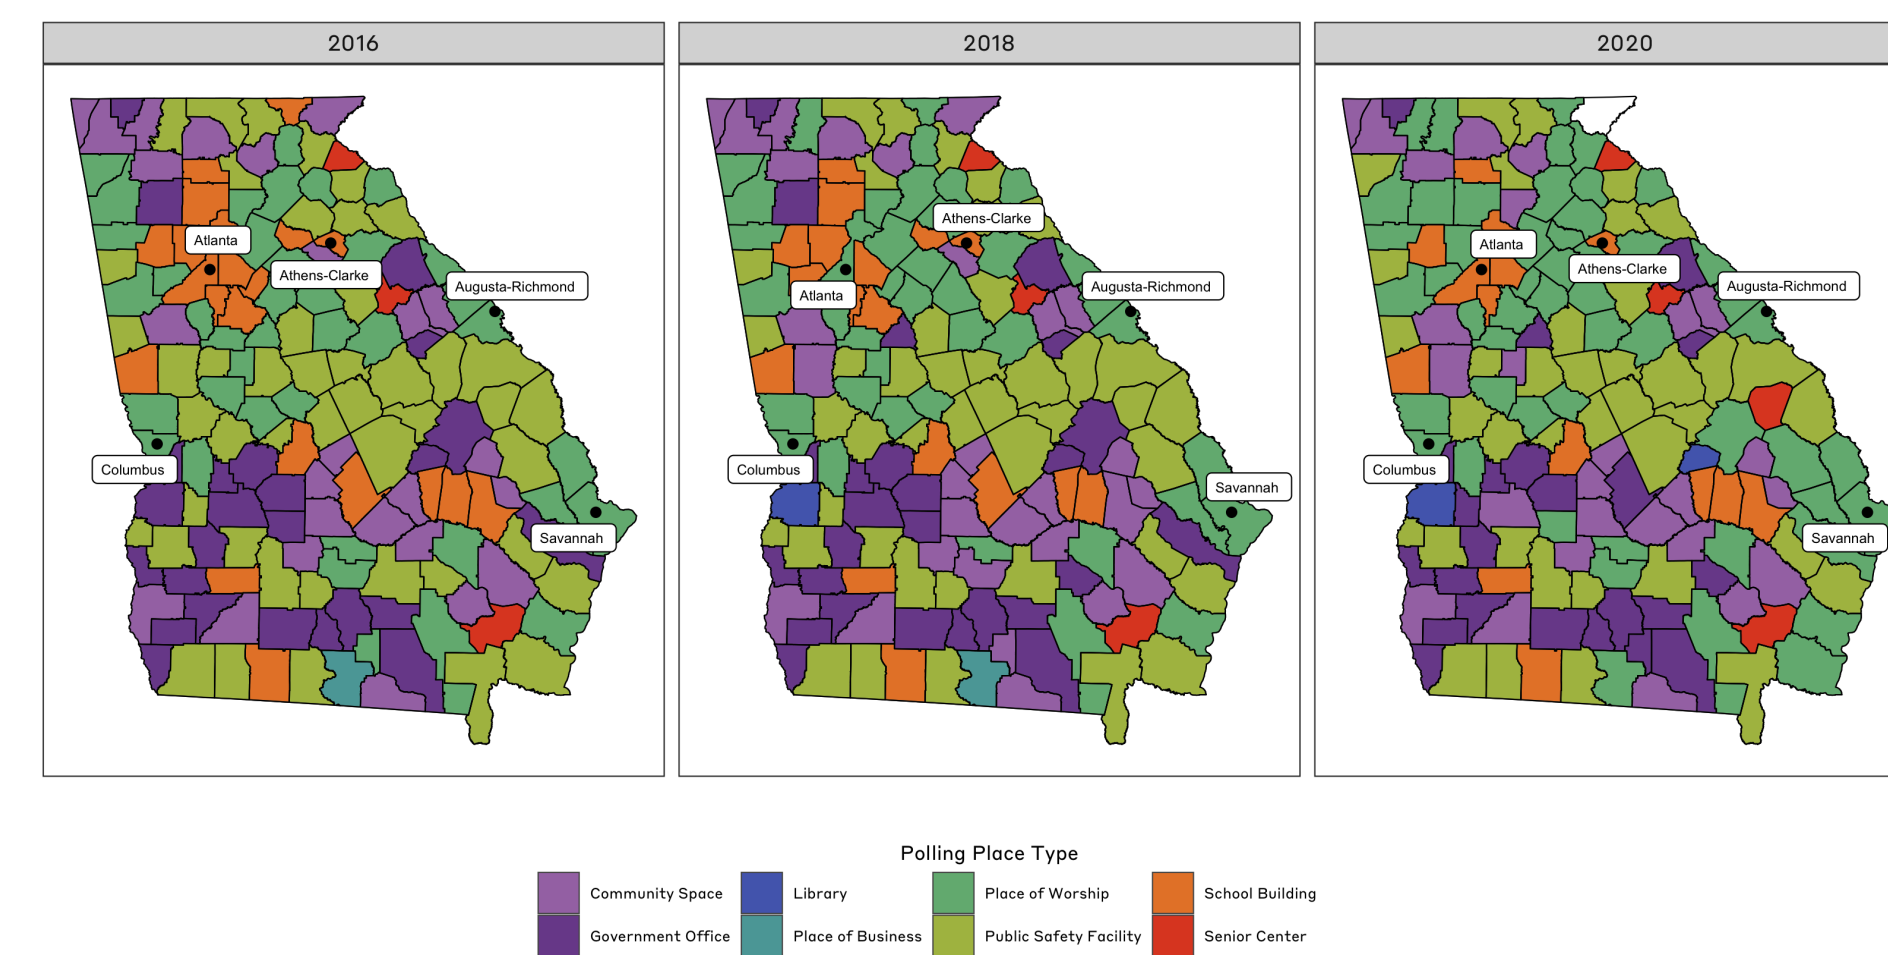 2016
2018
2020
Atlanta
Athens-Clarke
Augusta-Richmond
Columbus
Savannah
Athens-Clarke
Augusta-Richmond
Atlanta
Columbus
Savannah
Atlanta
Athens-Clarke
Augusta-Richmond
Columbus
Savannah
Polling Place Type
Community Space
Library
Place of Worship
School Building
Government Office
Place of Business
Public Safety Facility
Senior Center